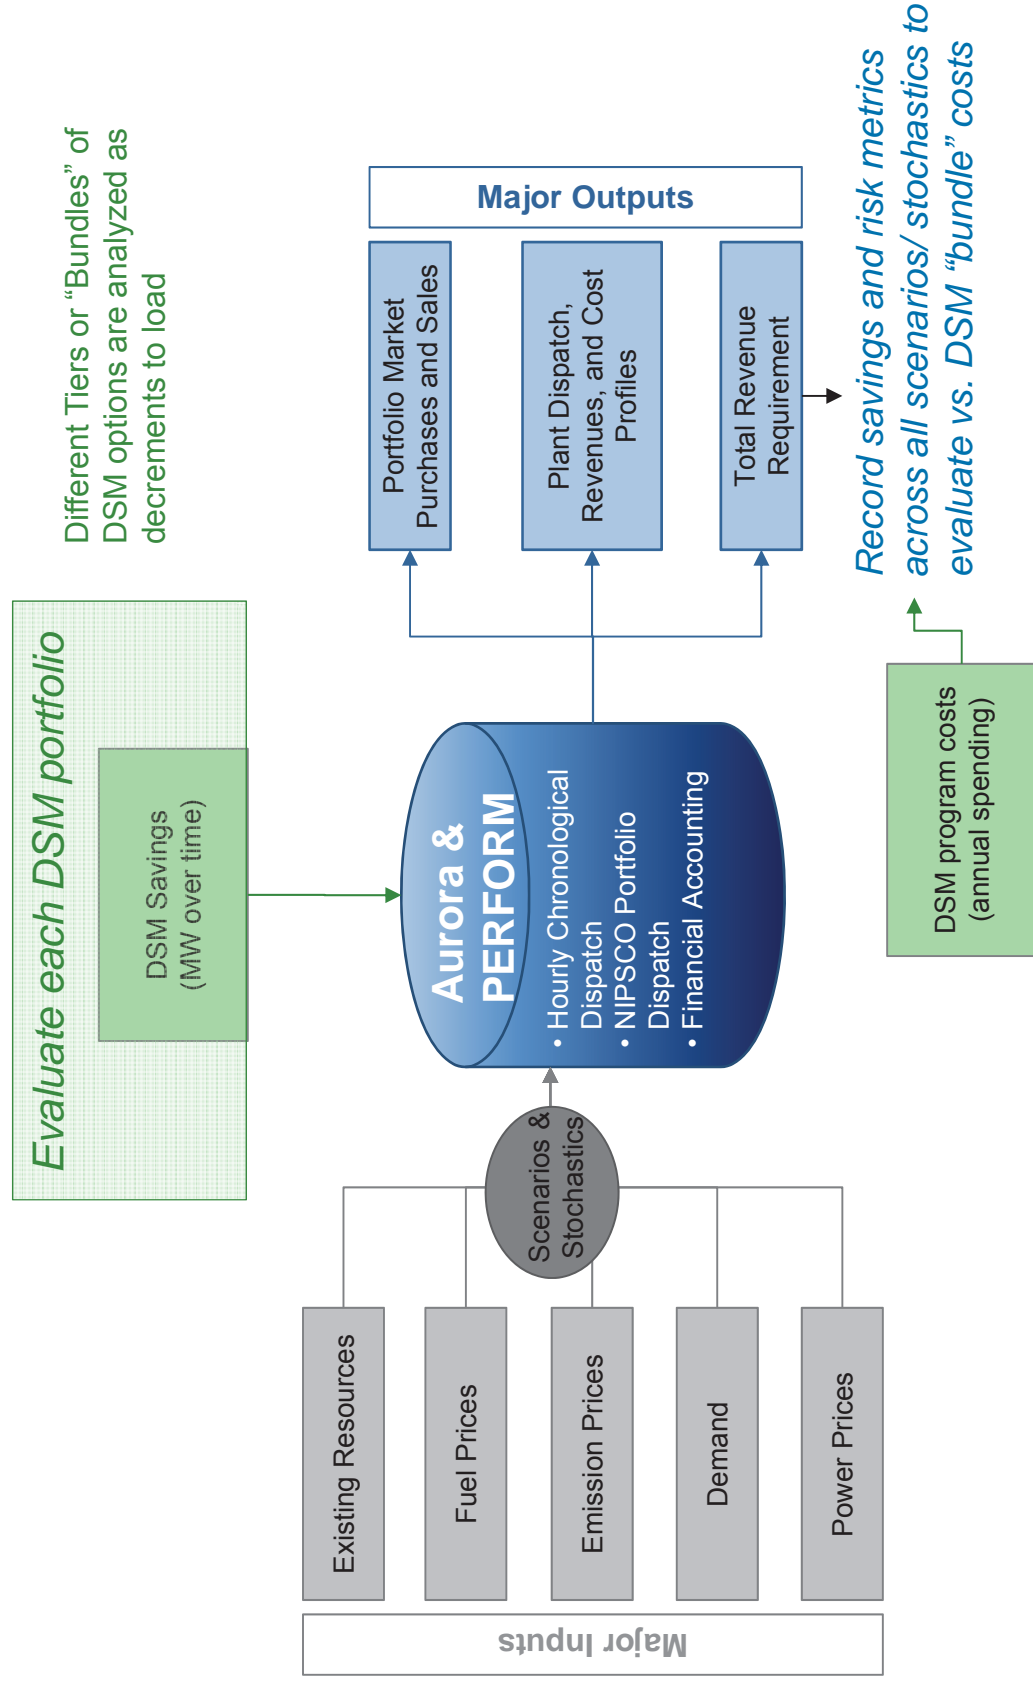 Evaluate each DSM portfolio
DSM Savings
(MW over time)
Different Tiers or “Bundles” of
DSM options are analyzed as
decrements to load
Major Inputs
Existing Resources
Fuel Prices
Emission Prices
Demand
Power Prices
Scenarios &
Stochastics
Aurora &
PERFORM
• Hourly Chronological
Dispatch
• NIPSCO Portfolio
Dispatch
• Financial Accounting
Portfolio Market
Purchases and Sales
Plant Dispatch,
Revenues, and Cost
Profiles
Total Revenue
Requirement
Major Outputs
DSM program costs
(annual spending)
Record savings and risk metrics
across all scenarios/ stochastics to
evaluate vs. DSM “bundle” costs